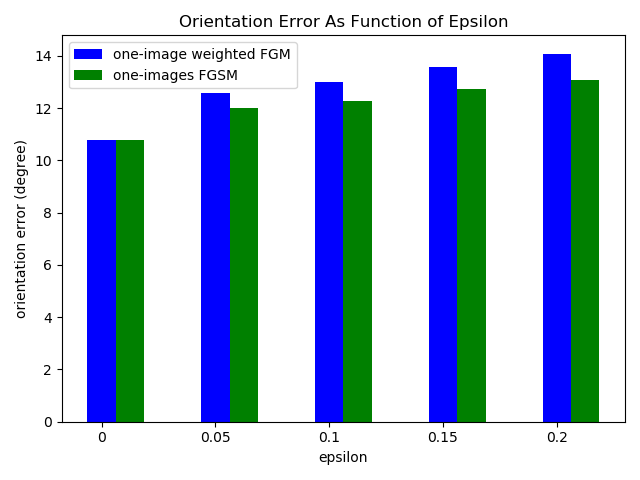 Orientation Error As Function of Epsilon
one-image weighted FGM
one-images FGSM
orientation error (degree)
14
12
10
8
6
4
2
0
0 0.05 0.1 0.15 0.2
epsilon